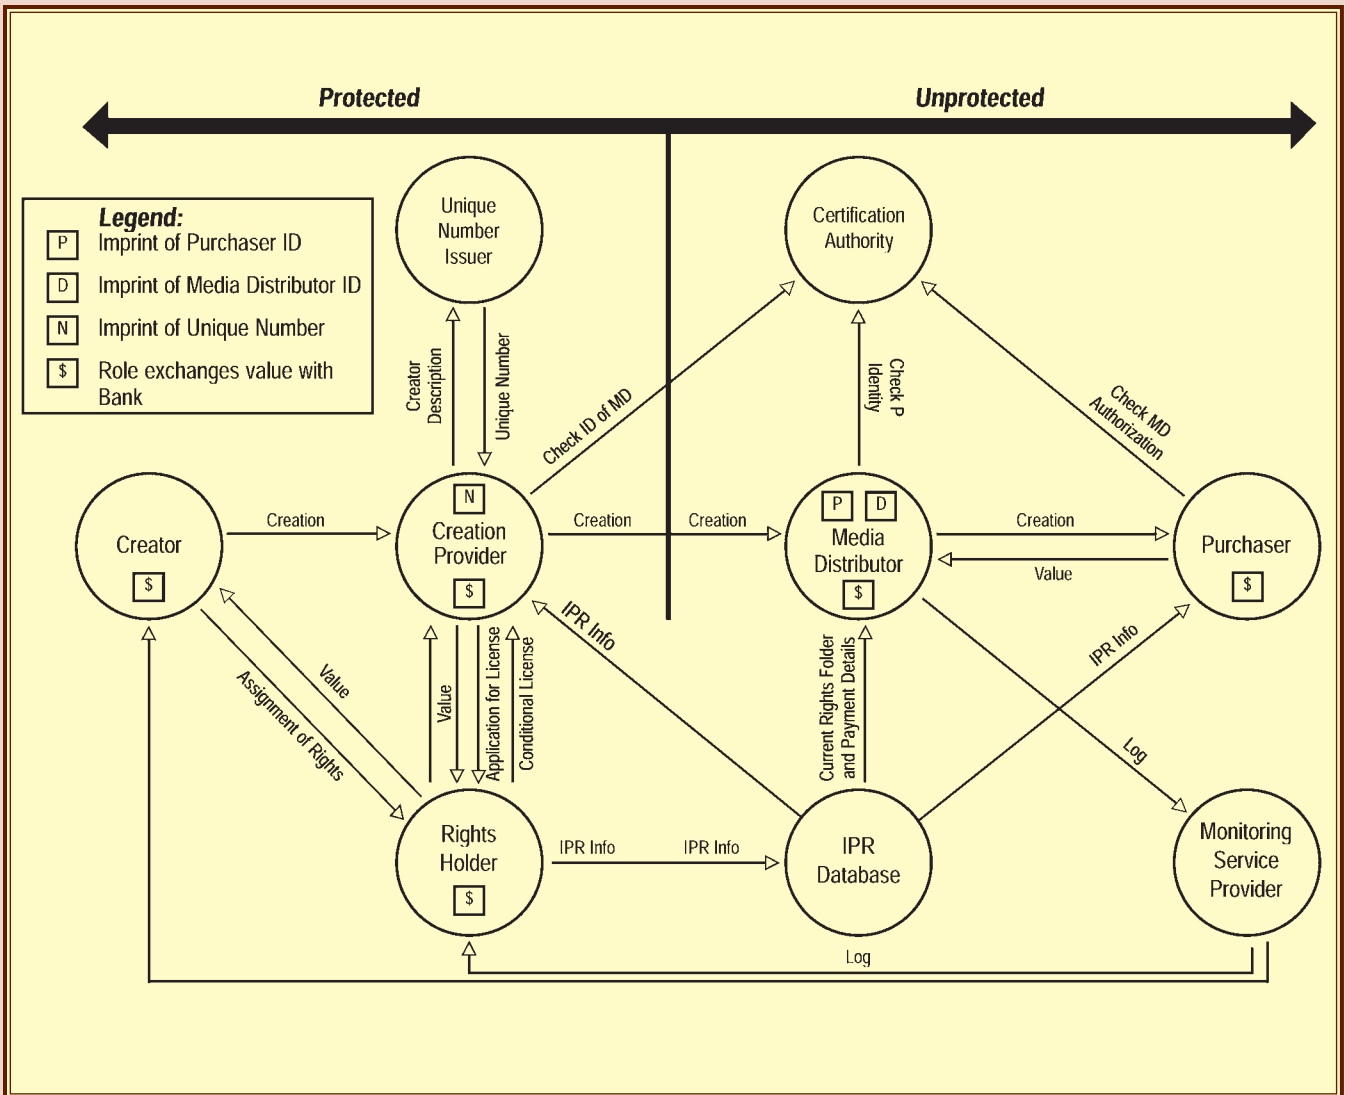 Protected
Unprotected
Legend:
P
Imprint of Purchaser ID
D
Imprint of Media Distributor ID
N
Imprint of Unique Number
$
Role exchanges value with
Bank
Unique
Number
Issuer
Certification
Authority
Creator
Description
Unique Number
Check ID of MD
Check P
Identity
Check MD
Authorization
Creator
$
Creation
N
Creation
Provider
$
Creation
Creation
P D
Media
Distributor
$
Creation
Value
Purchaser
$
Value
Assignment of Rights
Value
Application for License
Conditional License
IPR Info
Current Rights Folder
and Payment Details
IPR Info
Log
Rights
Holder
$
IPR Info
IPR Info
IPR
Database
Monitoring
Service
Provider
Log